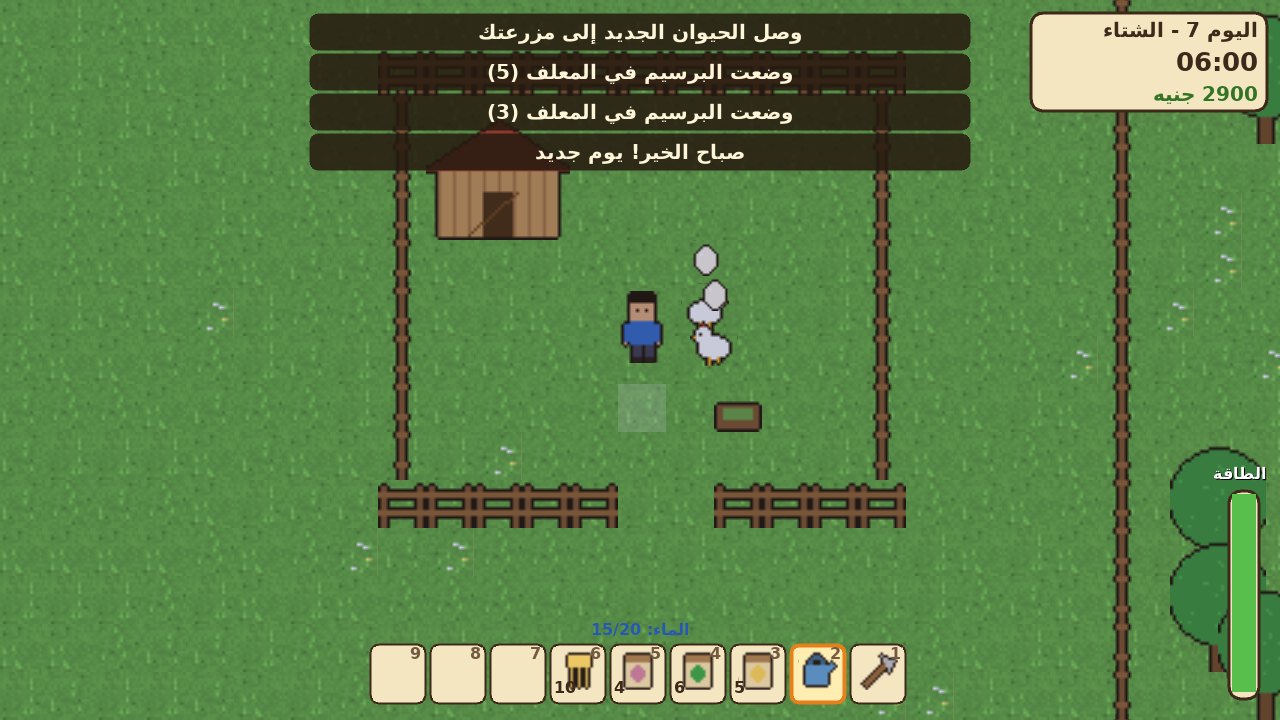 وصل الحيوان الجديد إلى مزرعتك
وضعت البرسيم في المعلف (5)
وضعت البرسيم في المعلف (3)
صباح الخير! يوم جديد
اليوم 7 - الشتاء
06:00
2900 جنيه
الطاقة
الماء: 15/20
1
2
3
5
4
6
5
4
6
10
7
8
9